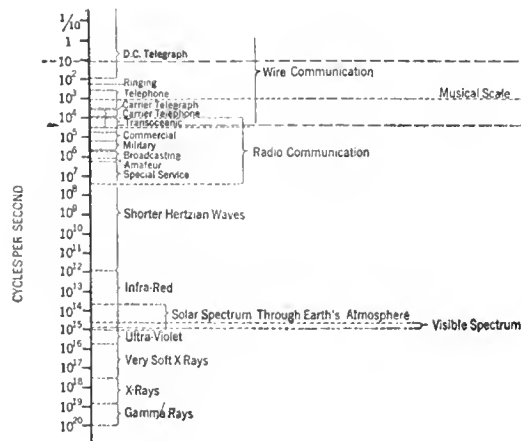 1/10
1
D.C. Telegraph
10
Wire Communication
10²
Ringing
Telephone
Musical Scale
10³
Carrier Telegraph
10⁴
Carrier Telephone
Transoceanic
10⁵
Commercial
Military
Radio Communication
10⁶
Broadcasting
Amateur
10⁷
Special Service
10⁸
10⁹
Shorter Hertzian Waves
10¹⁰
10¹¹
10¹²
10¹³
Infra-Red
10¹⁴
Solar Spectrum Through Earth's Atmosphere
Visible Spectrum
10¹⁵
Ultra-Violet
10¹⁶
Very Soft X Rays
10¹⁷
10¹⁸
X-Rays
10¹⁹
Gamma Rays
10²⁰
CYCLES PER SECOND